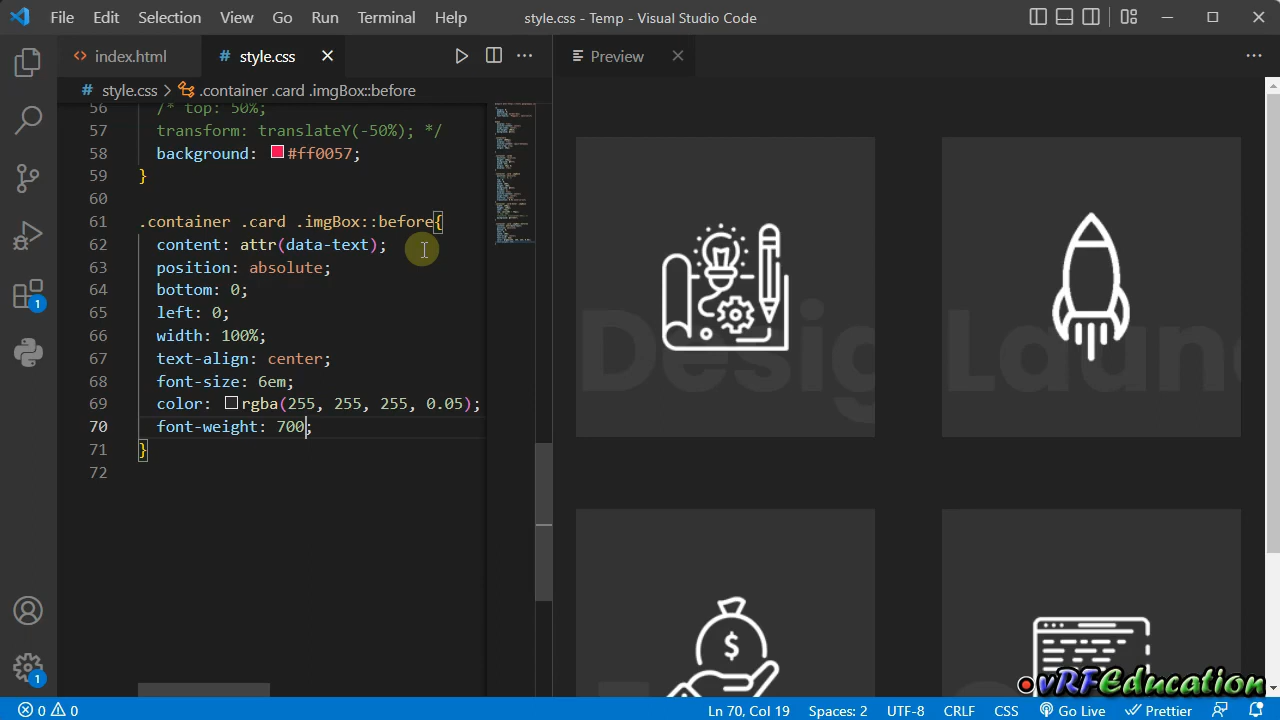 File Edit Selection View Go Run Terminal Help style.css - Temp - Visual Studio Code
index.html # style.css Preview
# style.css > .container .card .imgBox::before
56 /* top: 50%;
57 transform: translateY(-50%); */
58 background: #ff0057;
59 }
60
61 .container .card .imgBox::before{
62 content: attr(data-text);
63 position: absolute;
64 bottom: 0;
65 left: 0;
66 width: 100%;
67 text-align: center;
68 font-size: 6em;
69 color: rgba(255, 255, 255, 0.05);
70 font-weight: 700;
71 }
72
Desig
Laun
1
1
vRFEducation
0 0 Ln 70, Col 19 Spaces: 2 UTF-8 CRLF CSS Go Live Prettier